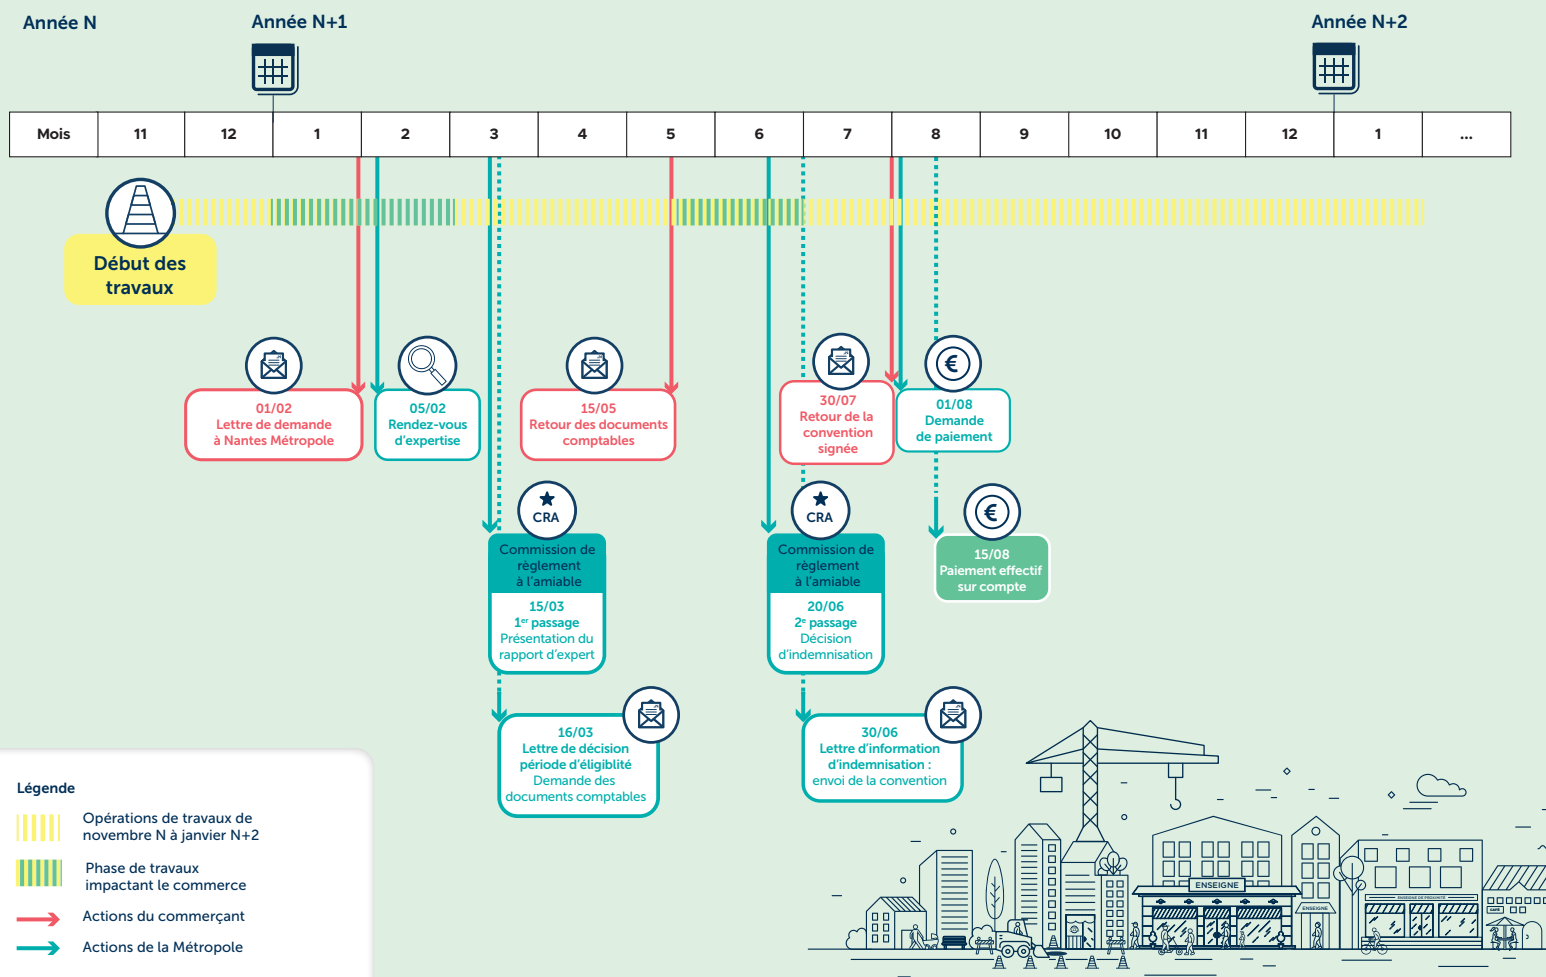 Année N
Année N+1
Année N+2
Mois 11 12 1 2 3 4 5 6 7 8 9 10 11 12 1 ...
Début des
travaux
01/02
Lettre de demande
à Nantes Métropole
05/02
Rendez-vous
d'expertise
15/05
Retour des documents
comptables
30/07
Retour de la
convention
signée
€
01/08
Demande
de paiement
CRA
Commission de
règlement
à l'amiable
15/03
1er passage
Présentation du
rapport d'expert
CRA
Commission de
règlement
à l'amiable
20/06
2e passage
Décision
d'indemnisation
€
15/08
Paiement effectif
sur compte
16/03
Lettre de décision
période d'éligiblité
Demande des
documents comptables
30/06
Lettre d'information
d'indemnisation :
envoi de la convention
Légende
Opérations de travaux de
novembre N à janvier N+2
Phase de travaux
impactant le commerce
Actions du commerçant
Actions de la Métropole
ENSEIGNE
ENSEIGNE
ENSEIGNE DE PROXIMITÉ
CAFÉ